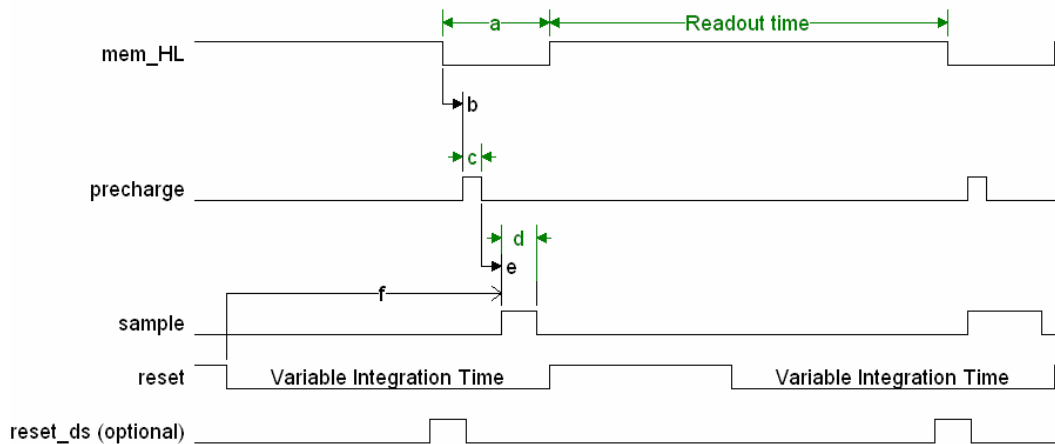 a
Readout time
mem_HL
b
c
precharge
d
e
f
sample
reset
Variable Integration Time
Variable Integration Time
reset_ds (optional)